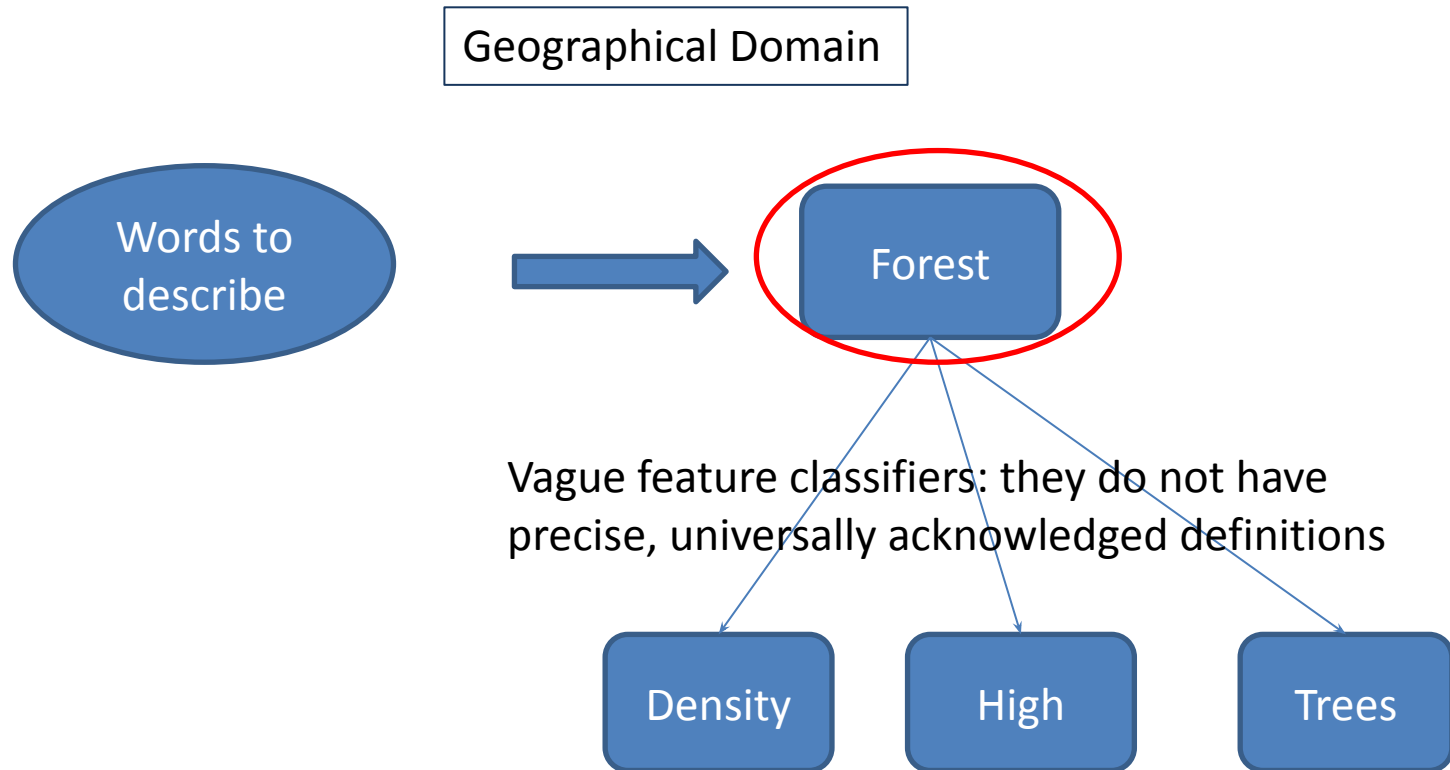 Geographical Domain
Words to
describe
Forest
Vague feature classifiers: they do not have
precise, universally acknowledged definitions
Density
High
Trees